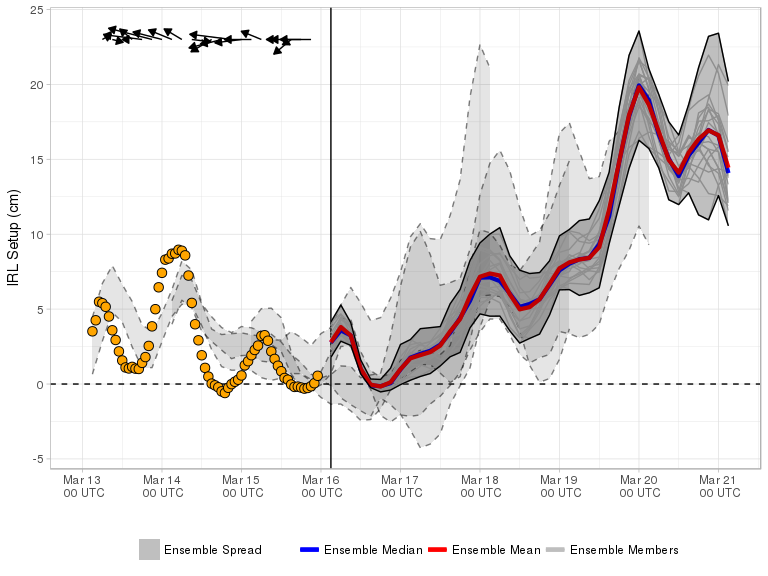 25
20
15
10
5
0
-5
IRL Setup (cm)
Mar 13 Mar 14 Mar 15 Mar 16 Mar 17 Mar 18 Mar 19 Mar 20 Mar 21
00 UTC 00 UTC 00 UTC 00 UTC 00 UTC 00 UTC 00 UTC 00 UTC 00 UTC
Ensemble Spread Ensemble Median Ensemble Mean Ensemble Members